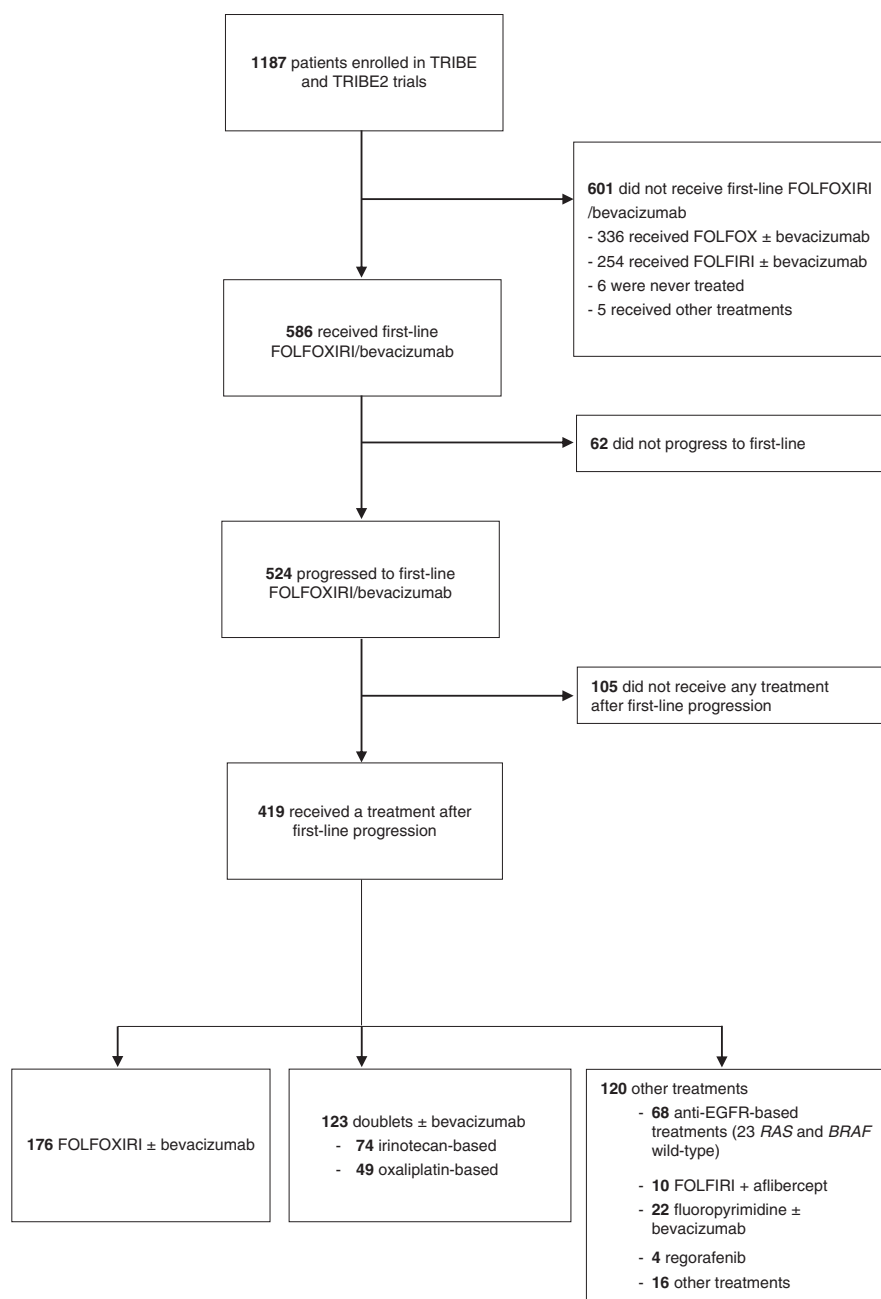 1187 patients enrolled in TRIBE
and TRIBE2 trials
601 did not receive first-line FOLFOXIRI
/bevacizumab
- 336 received FOLFOX ± bevacizumab
- 254 received FOLFIRI ± bevacizumab
- 6 were never treated
- 5 received other treatments
586 received first-line
FOLFOXIRI/bevacizumab
62 did not progress to first-line
524 progressed to first-line
FOLFOXIRI/bevacizumab
105 did not receive any treatment
after first-line progression
419 received a treatment after
first-line progression
176 FOLFOXIRI ± bevacizumab
123 doublets ± bevacizumab
- 74 irinotecan-based
- 49 oxaliplatin-based
120 other treatments
- 68 anti-EGFR-based
treatments (23 RAS and BRAF
wild-type)
- 10 FOLFIRI + aflibercept
- 22 fluoropyrimidine ±
bevacizumab
- 4 regorafenib
- 16 other treatments